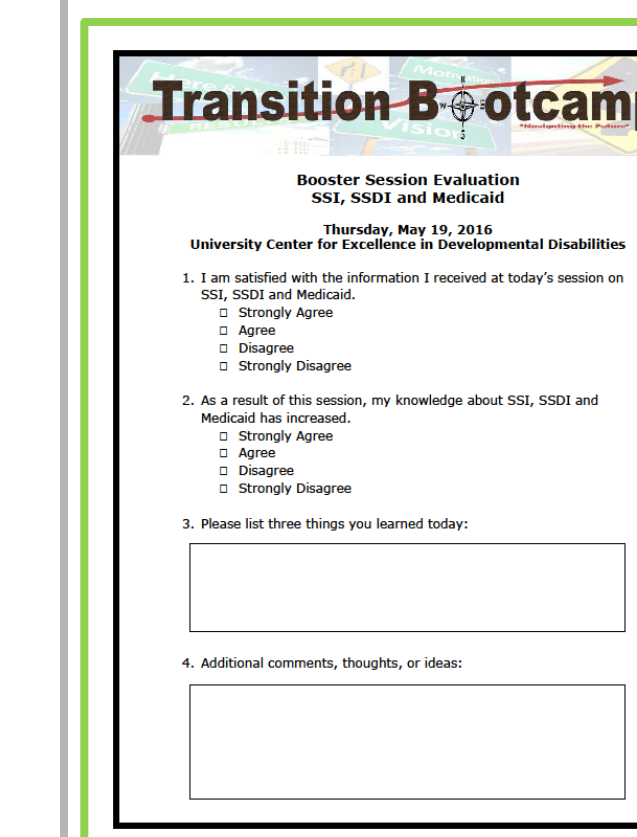 Transition Bootcamp
"Navigating the Future"
Booster Session Evaluation
SSI, SSDI and Medicaid
Thursday, May 19, 2016
University Center for Excellence in Developmental Disabilities
1. I am satisfied with the information I received at today's session on
SSI, SSDI and Medicaid.
□ Strongly Agree
□ Agree
□ Disagree
□ Strongly Disagree
2. As a result of this session, my knowledge about SSI, SSDI and
Medicaid has increased.
□ Strongly Agree
□ Agree
□ Disagree
□ Strongly Disagree
3. Please list three things you learned today:
4. Additional comments, thoughts, or ideas: